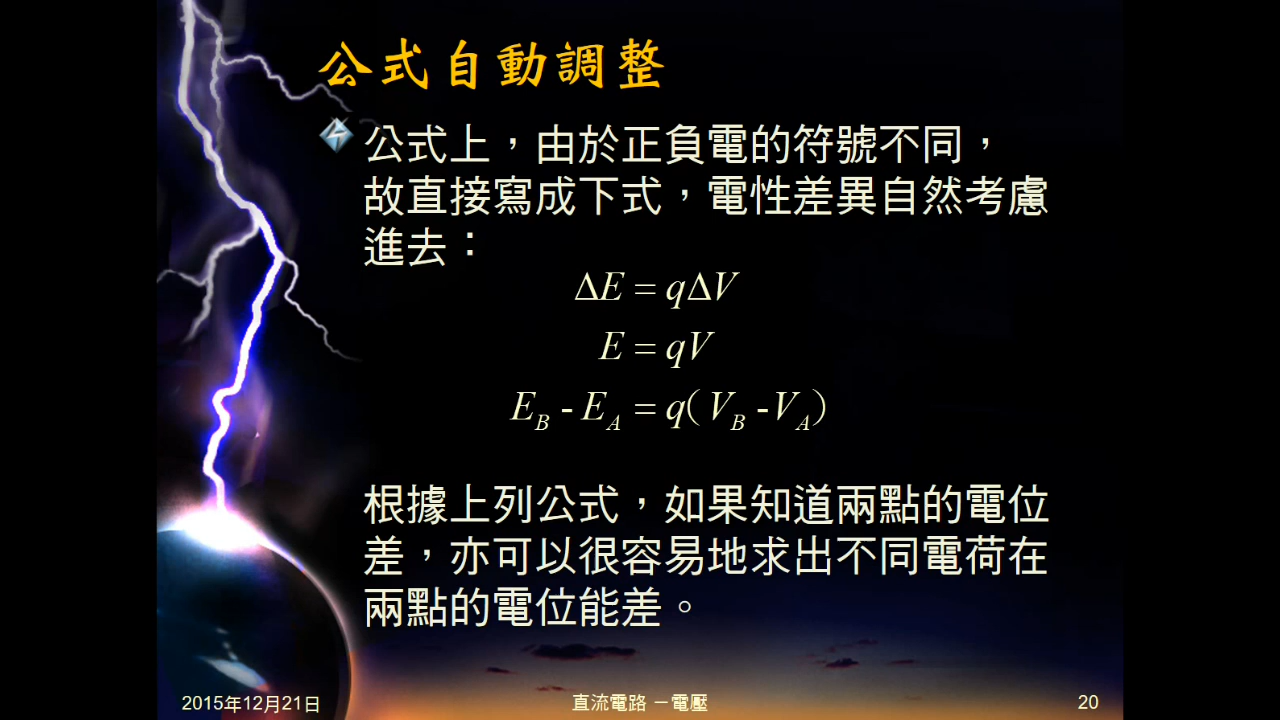 公式自動調整
公式上，由於正負電的符號不同，
故直接寫成下式，電性差異自然考慮
進去：
ΔE = qΔV
E = qV
E_B - E_A = q( V_B - V_A )
根據上列公式，如果知道兩點的電位
差，亦可以很容易地求出不同電荷在
兩點的電位能差。
2015年12月21日
直流電路 － 電壓
20